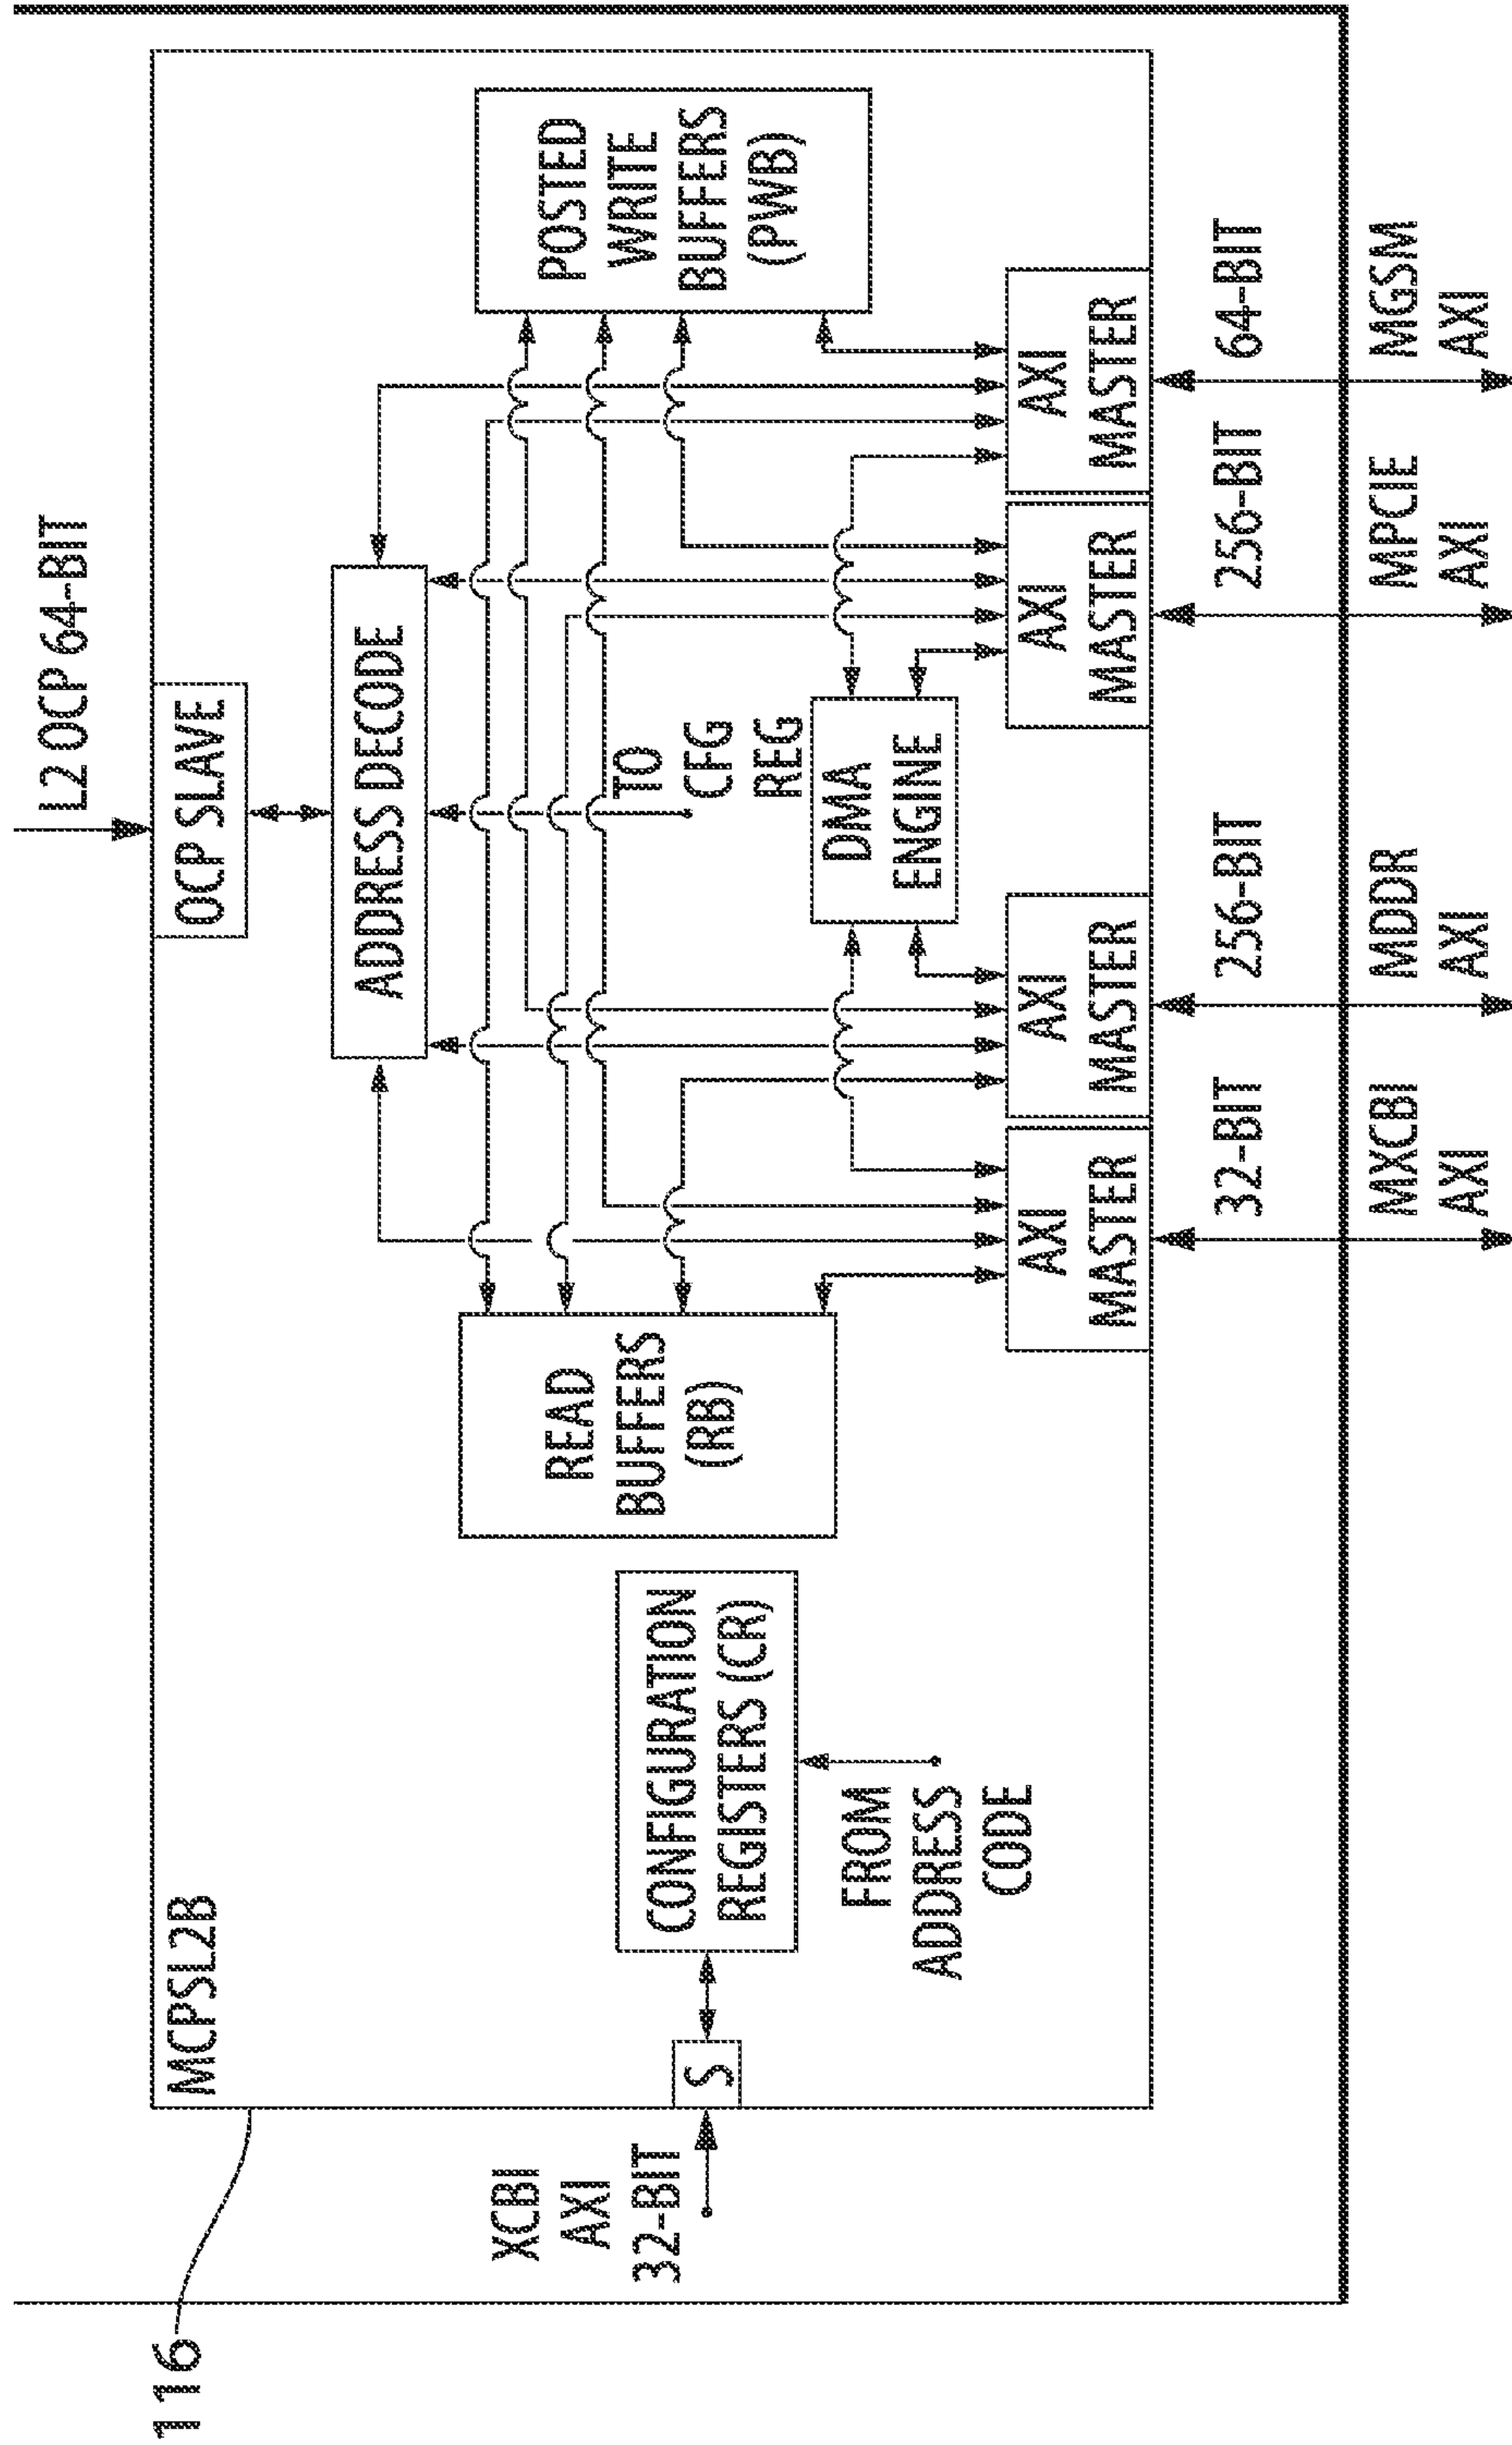 116
MCPSL2B
L2 OCP 64-BIT
OCP SLAVE
ADDRESS DECODE
XCBI
AXI
32-BIT
S
CONFIGURATION
REGISTERS (CR)
FROM
ADDRESS
CODE
READ
BUFFERS
(RB)
TO
CFG
REG
DMA
ENGINE
POSTED
WRITE
BUFFERS
(PWB)
AXI
MASTER
AXI
MASTER
AXI
MASTER
AXI
MASTER
32-BIT
256-BIT
256-BIT
64-BIT
MXCBI
AXI
MDDR
AXI
MPCIE
AXI
MGSM
AXI